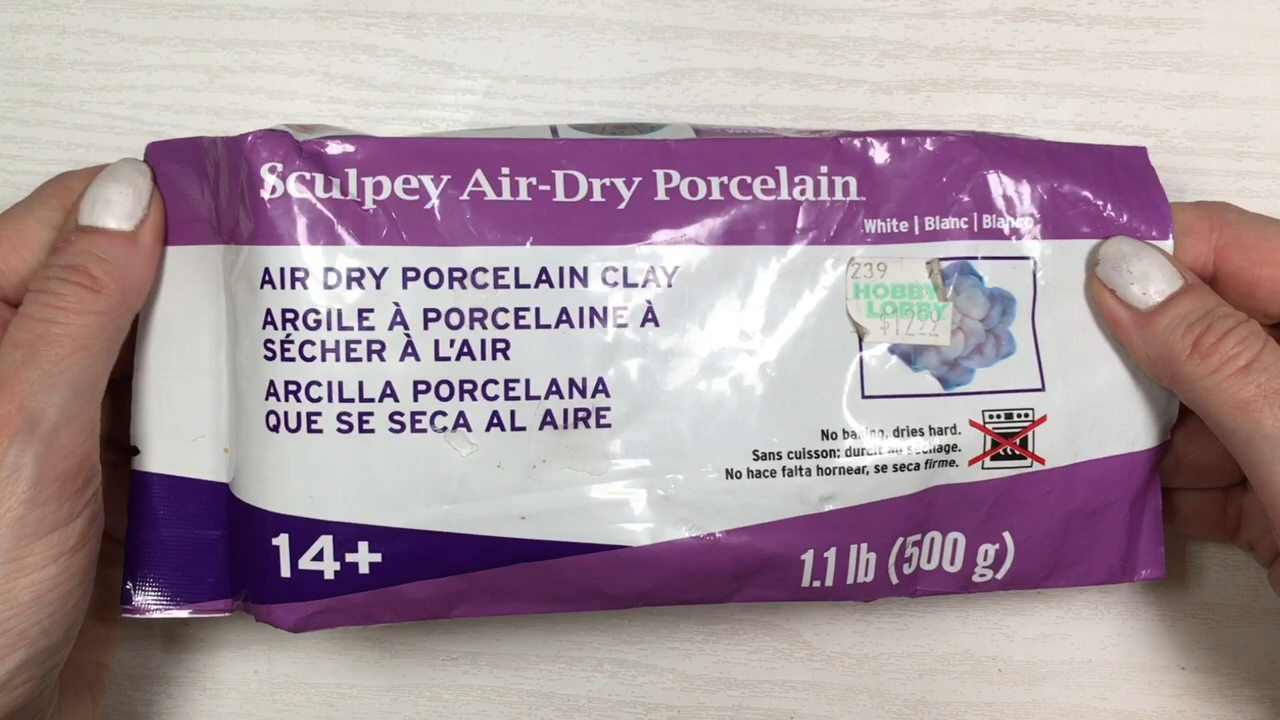 Sculpey Air-Dry Porcelain
White | Blanc | Blanco
AIR DRY PORCELAIN CLAY
ARGILE À PORCELAINE À
SÉCHER À L'AIR
ARCILLA PORCELANA
QUE SE SECA AL AIRE
239
HOBBY
LOBBY
No baking, dries hard.
Sans cuisson; durcit au séchage.
No hace falta hornear, se seca firme.
14+
1.1 lb (500 g)